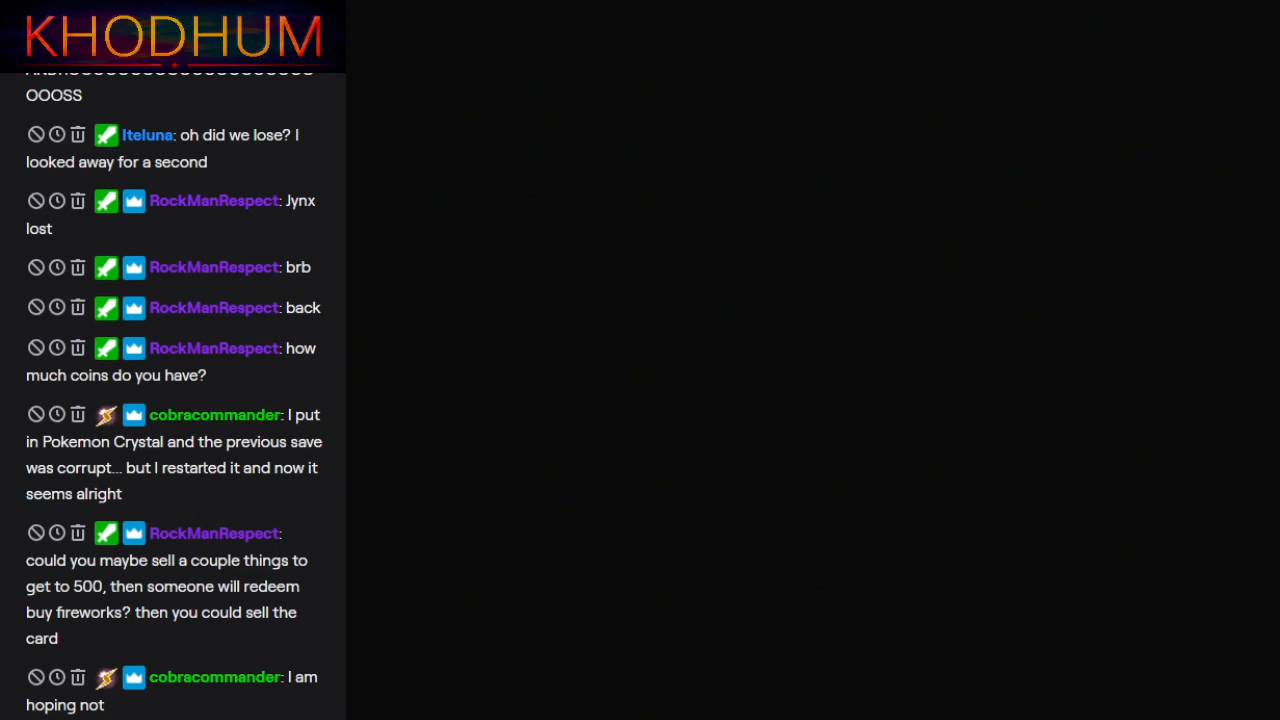 KHODHUM
OOOSS
Iteluna: oh did we lose? I
looked away for a second
RockManRespect: Jynx
lost
RockManRespect: brb
RockManRespect: back
RockManRespect: how
much coins do you have?
cobracommander: I put
in Pokemon Crystal and the previous save
was corrupt... but I restarted it and now it
seems alright
RockManRespect:
could you maybe sell a couple things to
get to 500, then someone will redeem
buy fireworks? then you could sell the
card
cobracommander: I am
hoping not